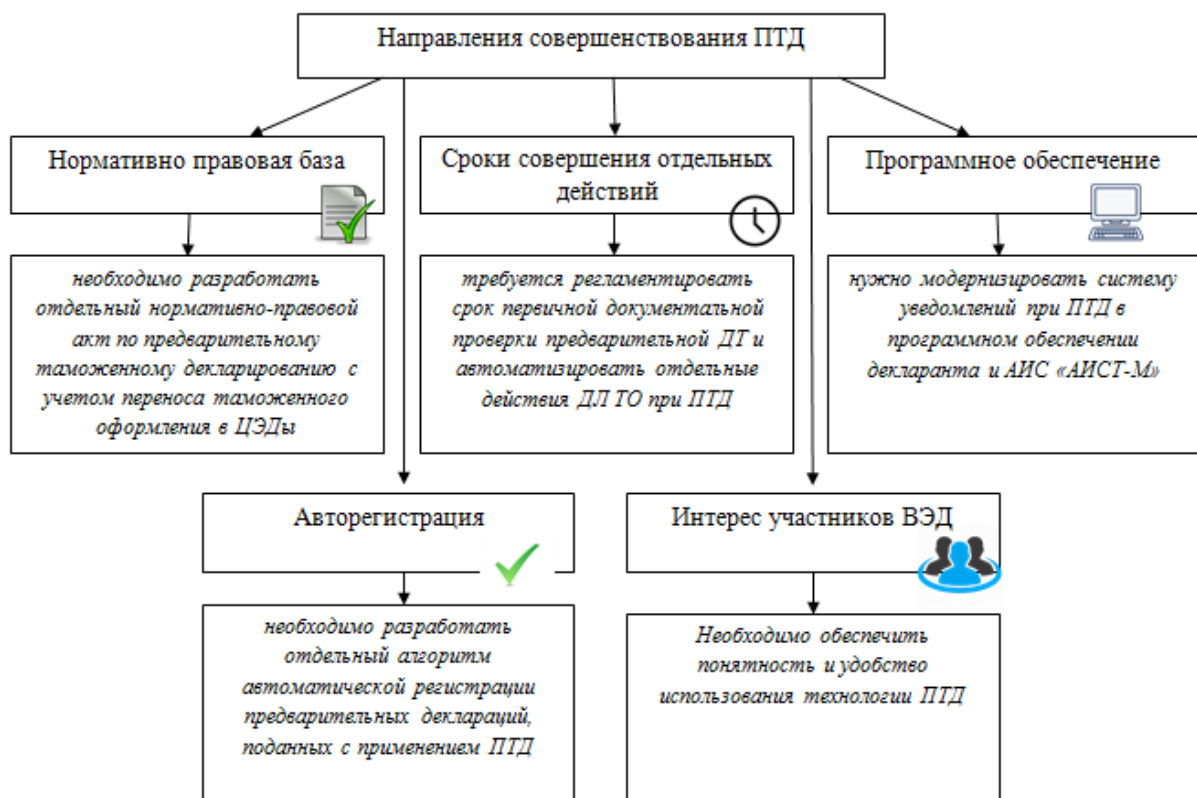 Направления совершенствования ПТД
Нормативно правовая база
Сроки совершения отдельных
действий
Программное обеспечение
необходимо разработать
отдельный нормативно-правовой
акт по предварительному
таможенному декларированию с
учетом переноса таможенного
оформления в ЦЭДы
требуется регламентировать
срок первичной документальной
проверки предварительной ДТ и
автоматизировать отдельные
действия ДЛ ТО при ПТД
нужно модернизировать систему
уведомлений при ПТД в
программном обеспечении
декларанта и АИС «АИСТ-М»
Авторегистрация
Интерес участников ВЭД
необходимо разработать
отдельный алгоритм
автоматической регистрации
предварительных деклараций,
поданных с применением ПТД
Необходимо обеспечить
понятность и удобство
использования технологии ПТД